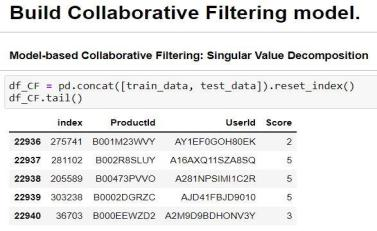 Build Collaborative Filtering model.
Model-based Collaborative Filtering: Singular Value Decomposition
df_CF = pd.concat([train_data, test_data]).reset_index()
df_CF.tail()
index ProductId UserId Score
22936 275741 B001M23WVY AY1EF0GOH80EK 2
22937 281102 B002R8SLUY A16AXQ11SZA8SQ 5
22938 205589 B00473PVVO A281NPSIMI1C2R 5
22939 303238 B0002DGRZC AJD41FBJD9010 5
22940 36703 B000EEWZD2 A2M9D9BDHONV3Y 3